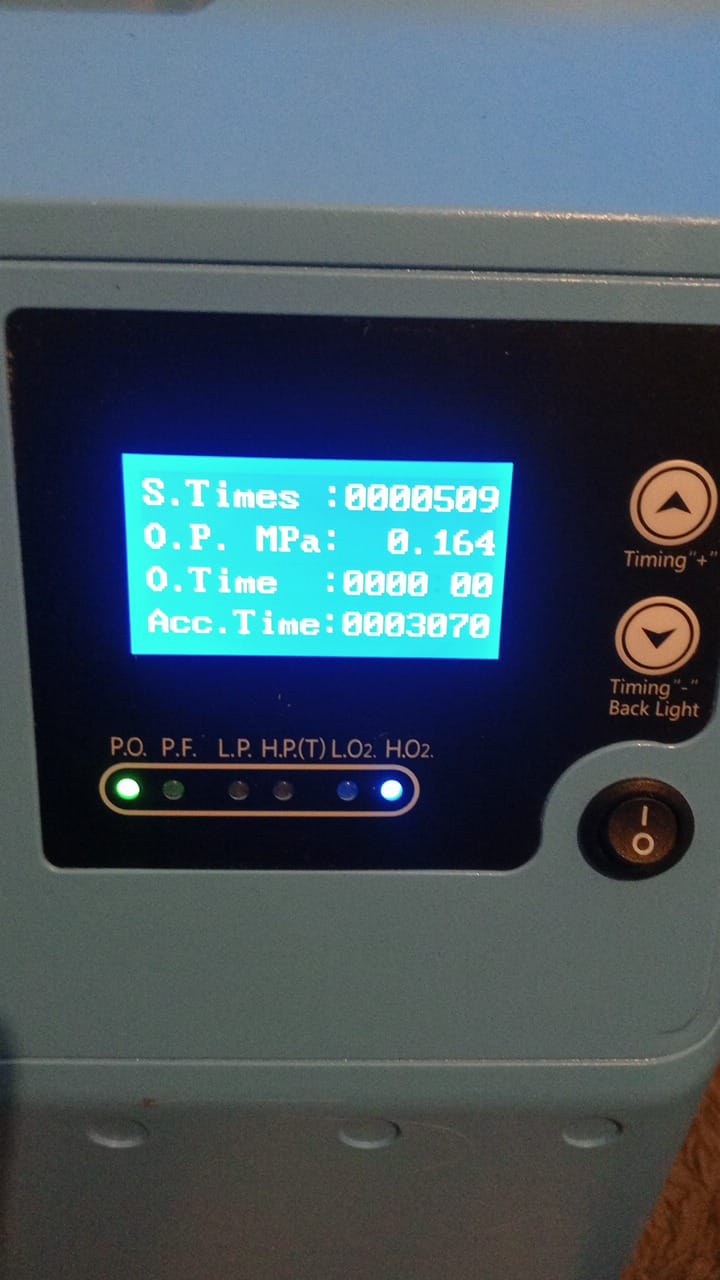 S.Times :0000509
O.P. MPa: 0.164
O.Time :0000 00
Acc.Time:0003070
Timing "+"
Timing "-"
Back Light
P.O. P.F. L.P. H.P.(T) L.O2. H.O2.
I
O